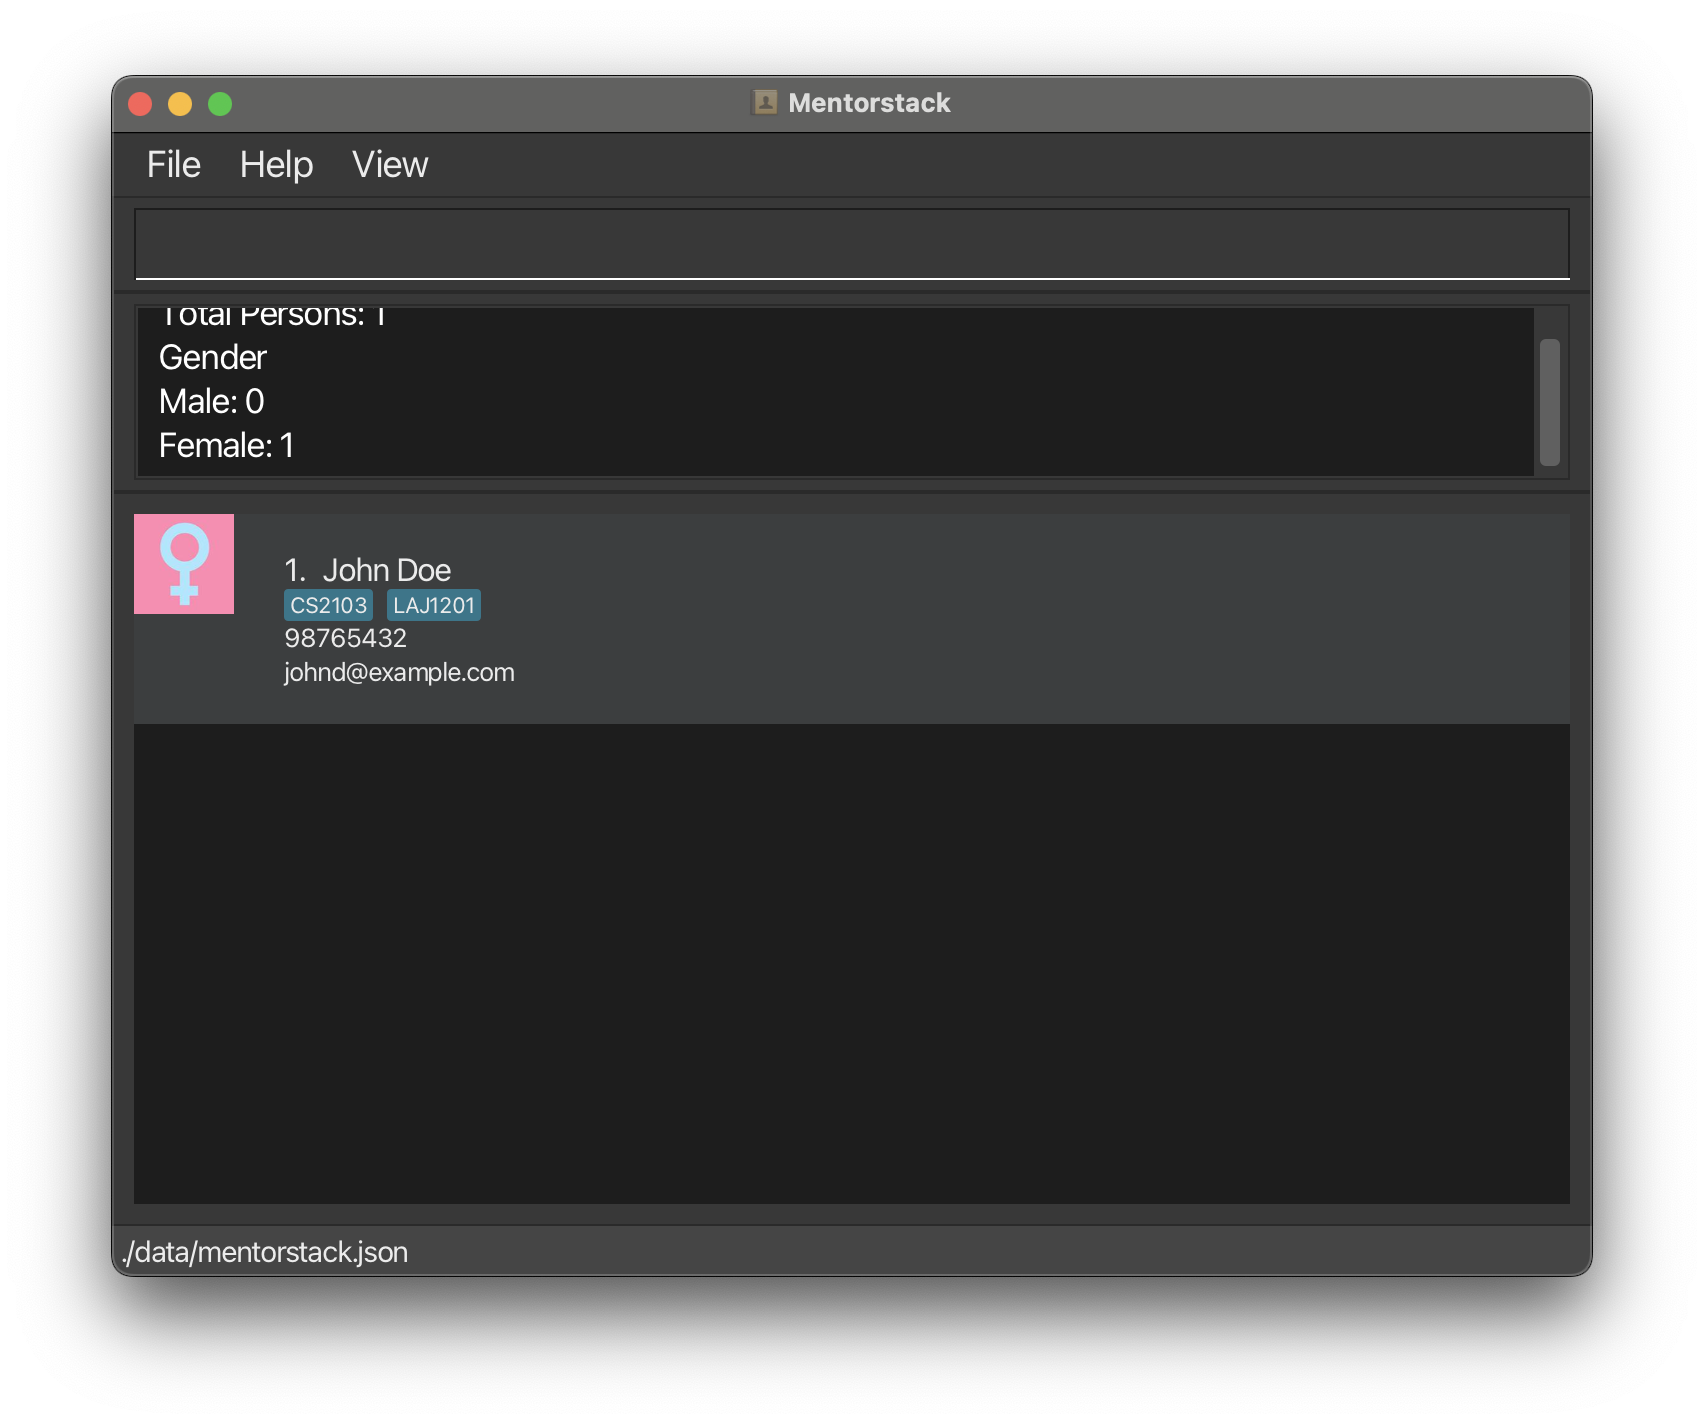 Mentorstack
File Help View
Total Persons: 1
Gender
Male: 0
Female: 1
1. John Doe
CS2103 LAJ1201
98765432
johnd@example.com
./data/mentorstack.json